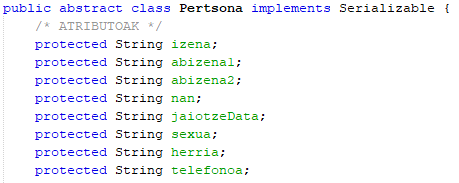 public abstract class Pertsona implements Serializable {
/* ATRIBUTOAK */
protected String izena;
protected String abizena1;
protected String abizena2;
protected String nan;
protected String jaiotzeData;
protected String sexua;
protected String herria;
protected String telefonoa;